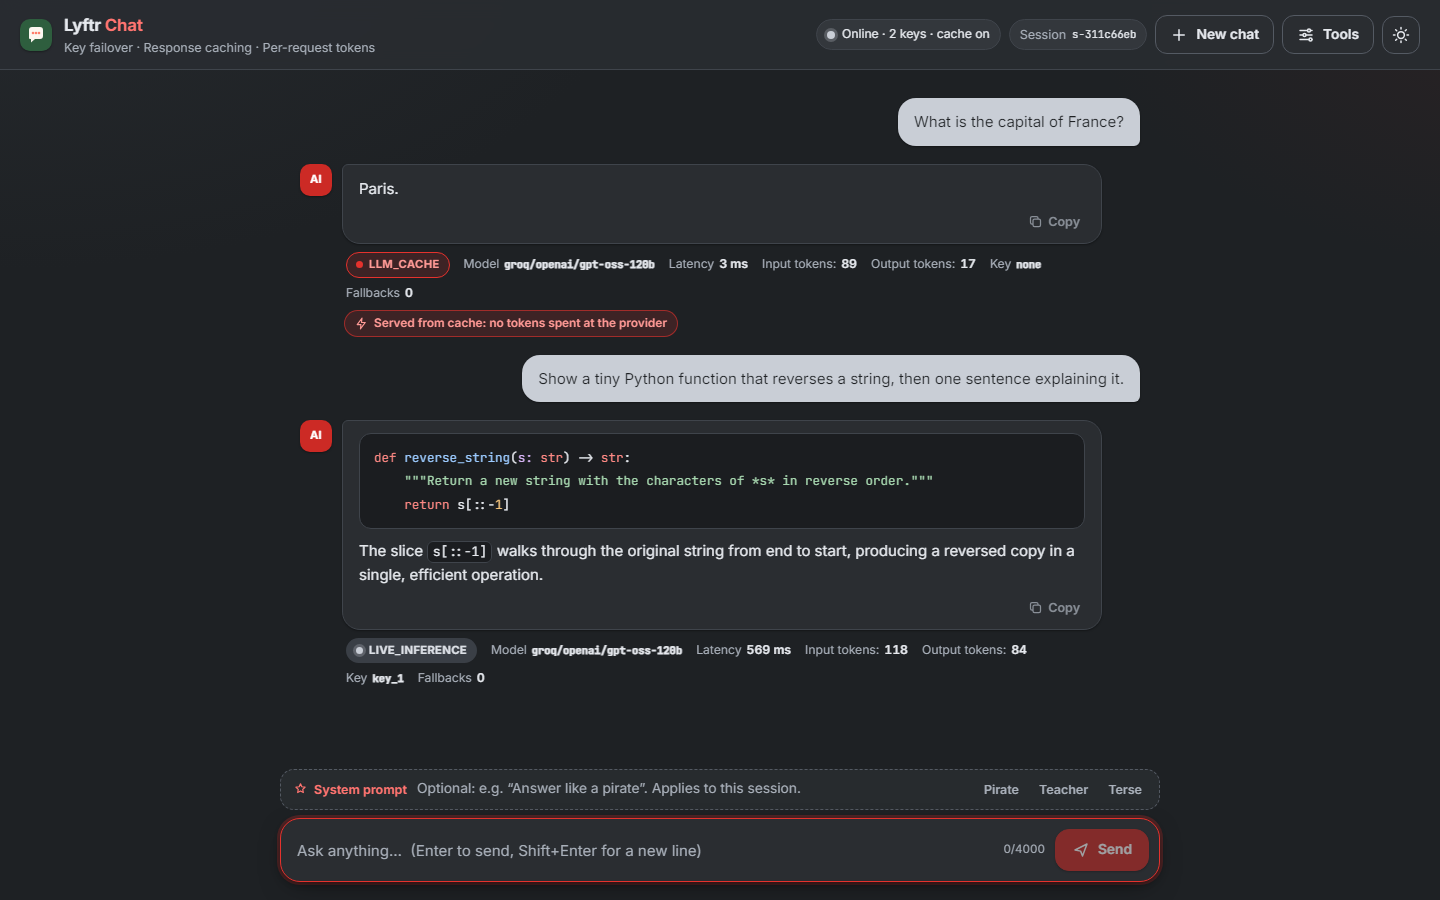 Lyftr Chat
Key failover · Response caching · Per-request tokens
Online · 2 keys · cache on
Session s-311c66eb
New chat
Tools
What is the capital of France?
AI
Paris.
Copy
LLM_CACHE Model groq/openai/gpt-oss-120b Latency 3 ms Input tokens: 89 Output tokens: 17 Key none
Fallbacks 0
Served from cache: no tokens spent at the provider
Show a tiny Python function that reverses a string, then one sentence explaining it.
AI
def reverse_string(s: str) -> str:
    """Return a new string with the characters of *s* in reverse order."""
    return s[::-1]
The slice s[::-1] walks through the original string from end to start, producing a reversed copy in a
single, efficient operation.
Copy
LIVE_INFERENCE Model groq/openai/gpt-oss-120b Latency 569 ms Input tokens: 118 Output tokens: 84
Key key_1 Fallbacks 0
System prompt Optional: e.g. “Answer like a pirate”. Applies to this session. Pirate Teacher Terse
Ask anything... (Enter to send, Shift+Enter for a new line) 0/4000 Send